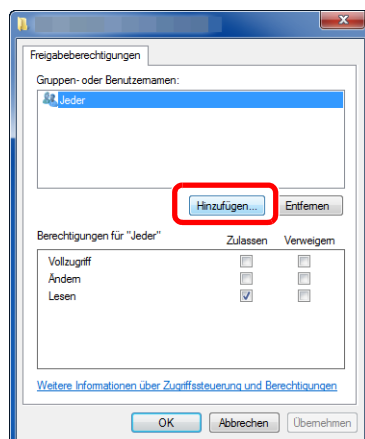 Freigabeberechtigungen
Gruppen- oder Benutzernamen:
Jeder
Hinzufügen... Entfernen
Berechtigungen für "Jeder" Zulassen Verweigern
Vollzugriff
Ändern
Lesen
Weitere Informationen über Zugriffssteuerung und Berechtigungen
OK Abbrechen Übernehmen